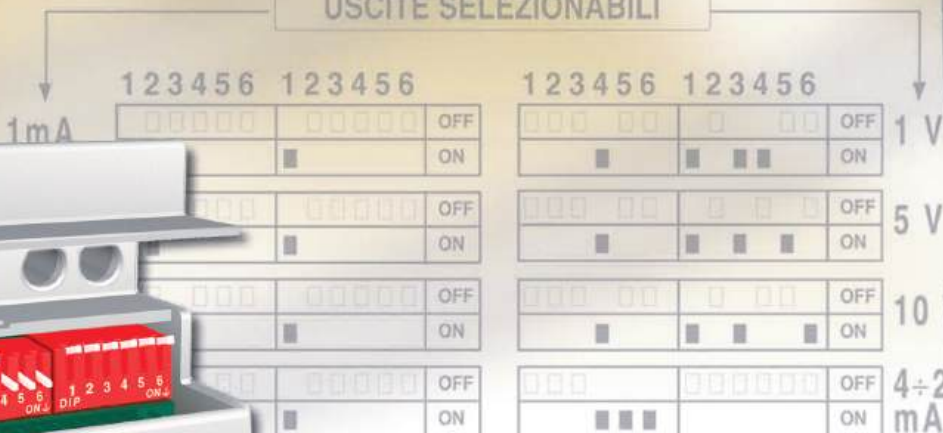 USCITE SELEZIONABILI
123456 123456 123456 123456
1mA OFF OFF 1 V
ON ON
OFF OFF 5 V
ON ON
OFF OFF 10
ON ON
OFF OFF 4÷2
ON ON mA
4 5 6 ON↓ 1 2 3 4 5 6
DIP ON↓